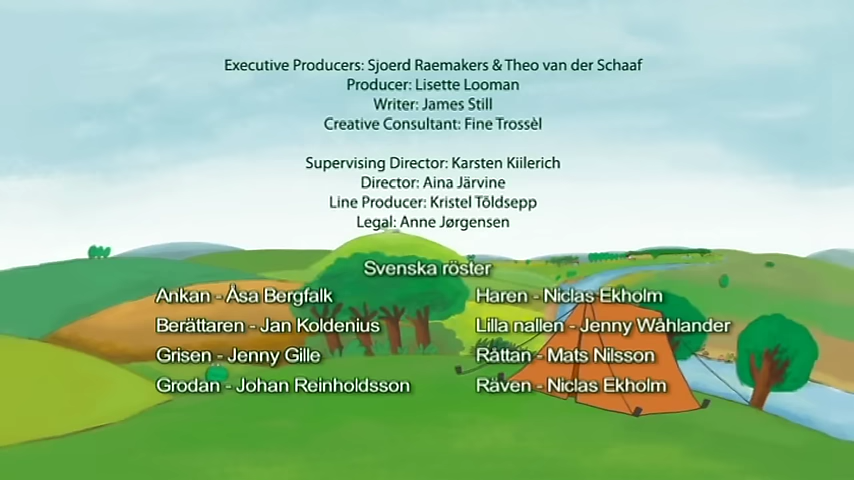 Executive Producers: Sjoerd Raemakers & Theo van der Schaaf
Producer: Lisette Looman
Writer: James Still
Creative Consultant: Fine Trossèl
Supervising Director: Karsten Kiilerich
Director: Aina Järvine
Line Producer: Kristel Tõldsepp
Legal: Anne Jørgensen
Svenska röster
Ankan - Åsa Bergfalk
Berättaren - Jan Koldenius
Grisen - Jenny Gille
Grodan - Johan Reinholdsson
Haren - Niclas Ekholm
Lilla nallen - Jenny Wåhlander
Råttan - Mats Nilsson
Räven - Niclas Ekholm